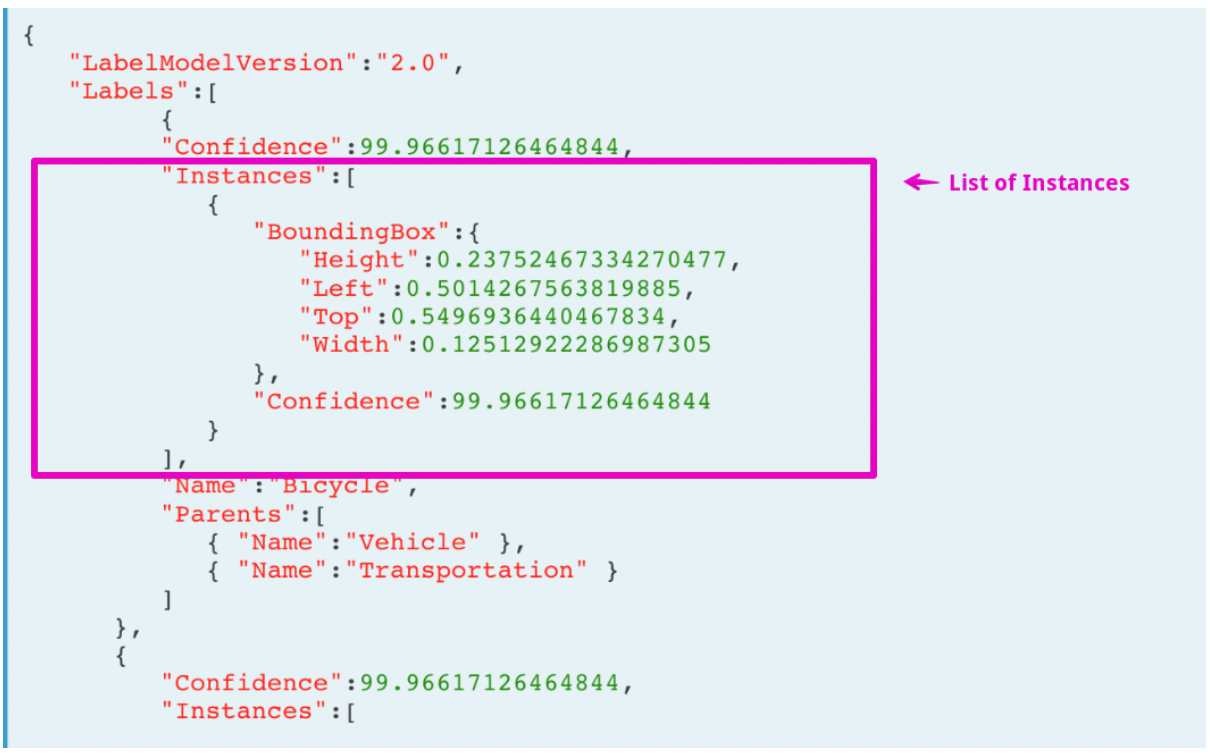 {
"LabelModelVersion":"2.0",
"Labels":[
{
"Confidence":99.96617126464844,
"Instances":[
← List of Instances
{
"BoundingBox":{
"Height":0.23752467334270477,
"Left":0.5014267563819885,
"Top":0.5496936440467834,
"Width":0.12512922286987305
},
"Confidence":99.96617126464844
}
],
"Name":"Bicycle",
"Parents":[
{ "Name":"Vehicle" },
{ "Name":"Transportation" }
]
},
{
"Confidence":99.96617126464844,
"Instances":[